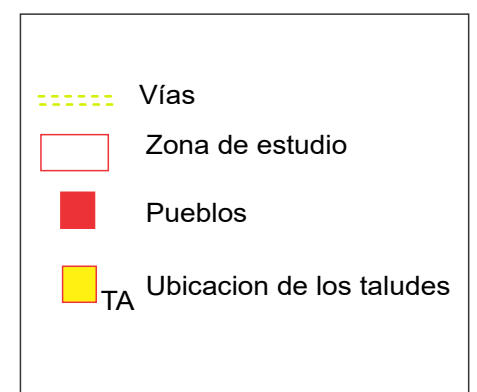 Vías
Zona de estudio
Pueblos
TA Ubicacion de los taludes